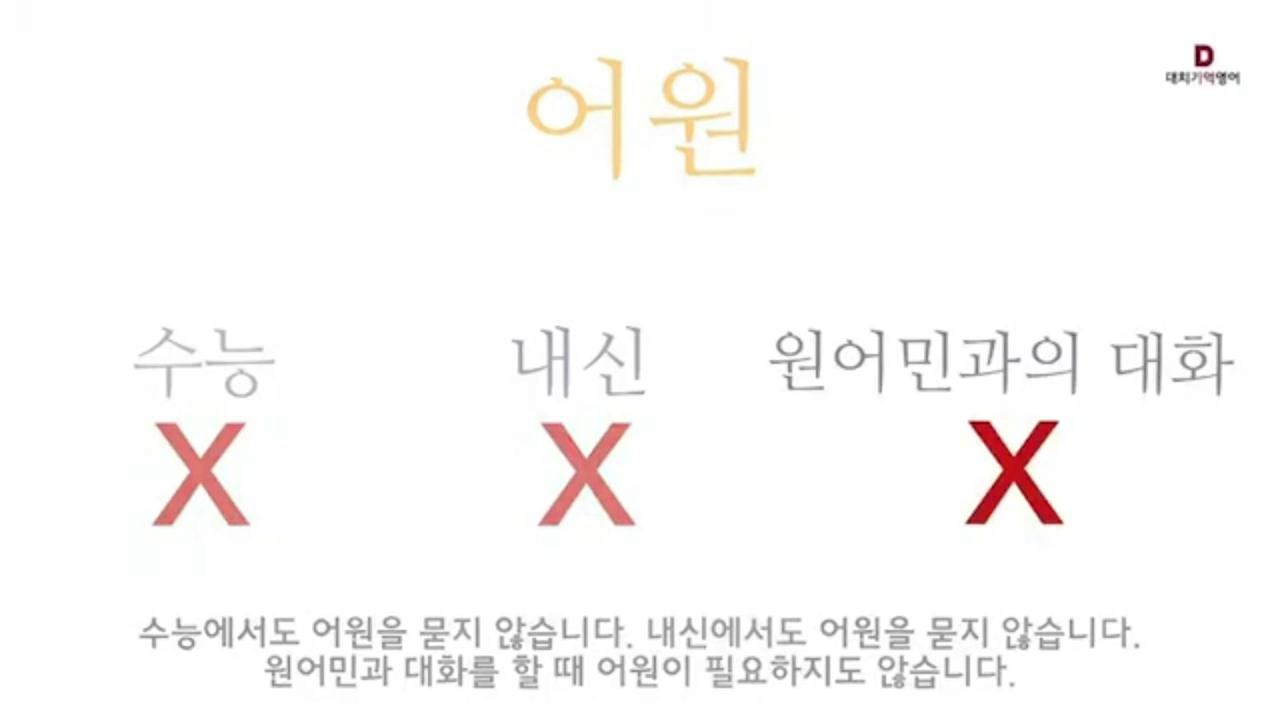 어원
D
대치기억영어
수능 내신 원어민과의 대화
X X X
수능에서도 어원을 묻지 않습니다. 내신에서도 어원을 묻지 않습니다.
원어민과 대화를 할 때 어원이 필요하지도 않습니다.